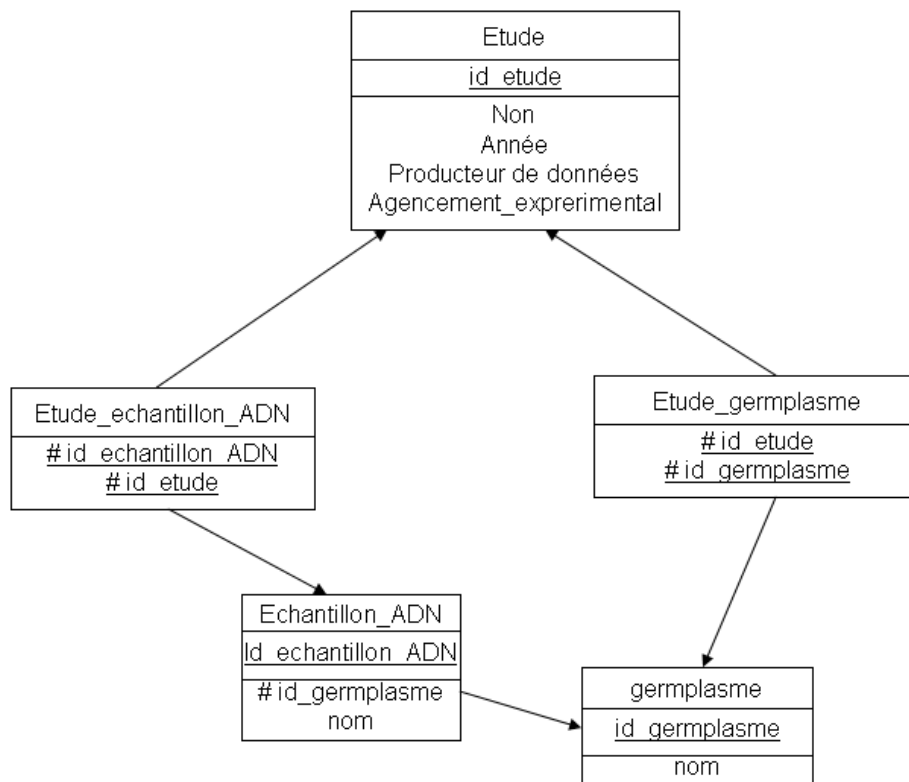 Etude
id_etude
Non
Année
Producteur de données
Agencement_exprerimental
Etude_echantillon_ADN
# id_echantillon_ADN
# id_etude
Etude_germplasme
# id_etude
# id_germplasme
Echantillon_ADN
Id_echantillon_ADN
# id_germplasme
nom
germplasme
id_germplasme
nom